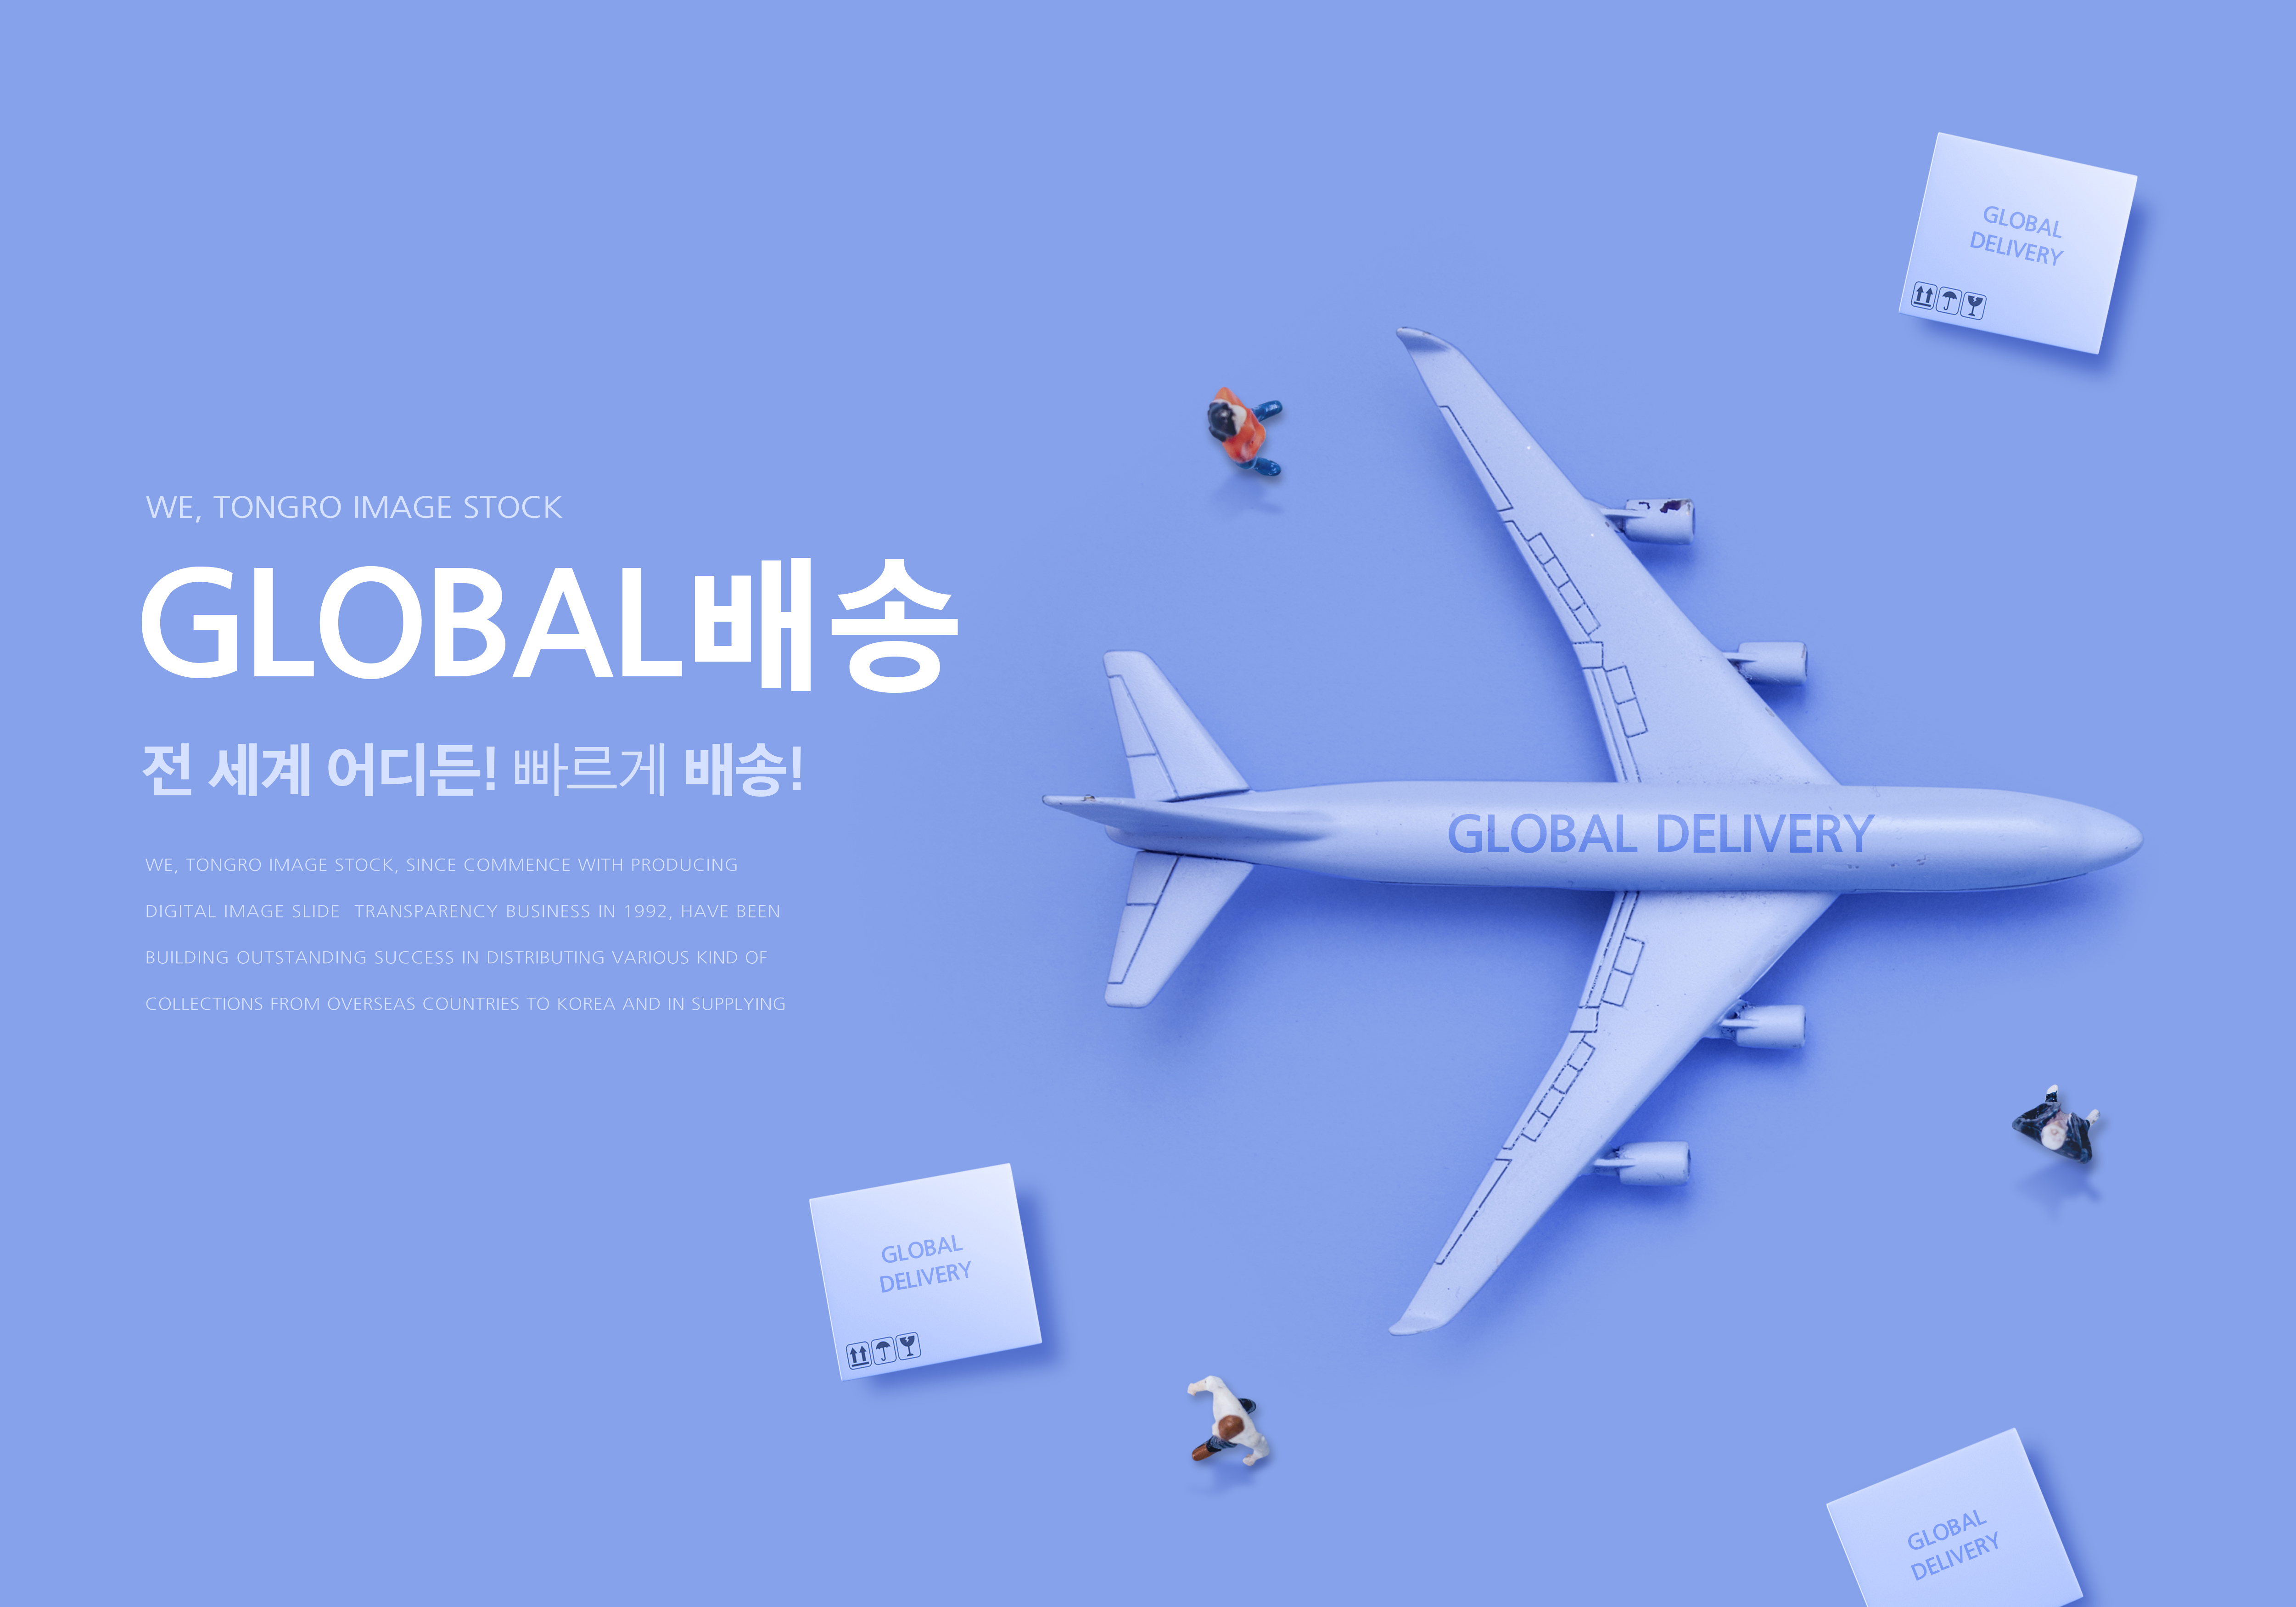 WE, TONGRO IMAGE STOCK
GLOBAL배송
전 세계 어디든! 빠르게 배송!
WE, TONGRO IMAGE STOCK, SINCE COMMENCE WITH PRODUCING
DIGITAL IMAGE SLIDE TRANSPARENCY BUSINESS IN 1992, HAVE BEEN
BUILDING OUTSTANDING SUCCESS IN DISTRIBUTING VARIOUS KIND OF
COLLECTIONS FROM OVERSEAS COUNTRIES TO KOREA AND IN SUPPLYING
GLOBAL
DELIVERY
GLOBAL DELIVERY
GLOBAL
DELIVERY
GLOBAL
DELIVERY